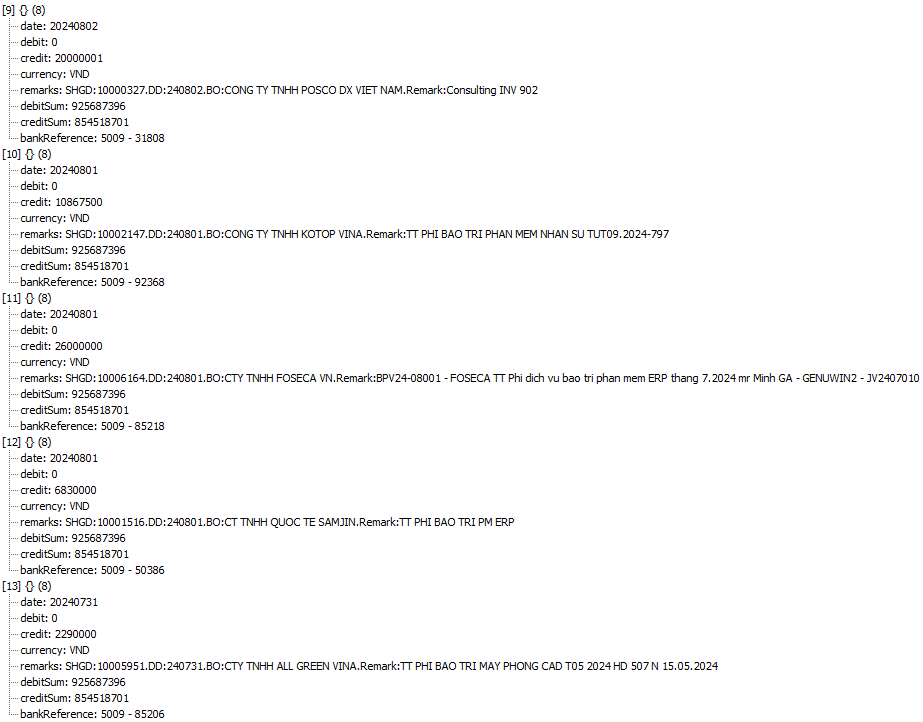 [9] {} (8)
date: 20240802
debit: 0
credit: 20000001
currency: VND
remarks: SHGD:10000327.DD:240802.BO:CONG TY TNHH POSCO DX VIET NAM.Remark:Consulting INV 902
debitSum: 925687396
creditSum: 854518701
bankReference: 5009 - 31808
[10] {} (8)
date: 20240801
debit: 0
credit: 10867500
currency: VND
remarks: SHGD:10002147.DD:240801.BO:CONG TY TNHH KOTOP VINA.Remark:TT PHI BAO TRI PHAN MEM NHAN SU TUT09.2024-797
debitSum: 925687396
creditSum: 854518701
bankReference: 5009 - 92368
[11] {} (8)
date: 20240801
debit: 0
credit: 26000000
currency: VND
remarks: SHGD:10006164.DD:240801.BO:CTY TNHH FOSECA VN.Remark:BPV24-08001 - FOSECA TT Phi dich vu bao tri phan mem ERP thang 7.2024 mr Minh GA - GENUWIN2 - JV2407010
debitSum: 925687396
creditSum: 854518701
bankReference: 5009 - 85218
[12] {} (8)
date: 20240801
debit: 0
credit: 6830000
currency: VND
remarks: SHGD:10001516.DD:240801.BO:CT TNHH QUOC TE SAMJIN.Remark:TT PHI BAO TRI PM ERP
debitSum: 925687396
creditSum: 854518701
bankReference: 5009 - 50386
[13] {} (8)
date: 20240731
debit: 0
credit: 2290000
currency: VND
remarks: SHGD:10005951.DD:240731.BO:CTY TNHH ALL GREEN VINA.Remark:TT PHI BAO TRI MAY PHONG CAD T05 2024 HD 507 N 15.05.2024
debitSum: 925687396
creditSum: 854518701
bankReference: 5009 - 85206